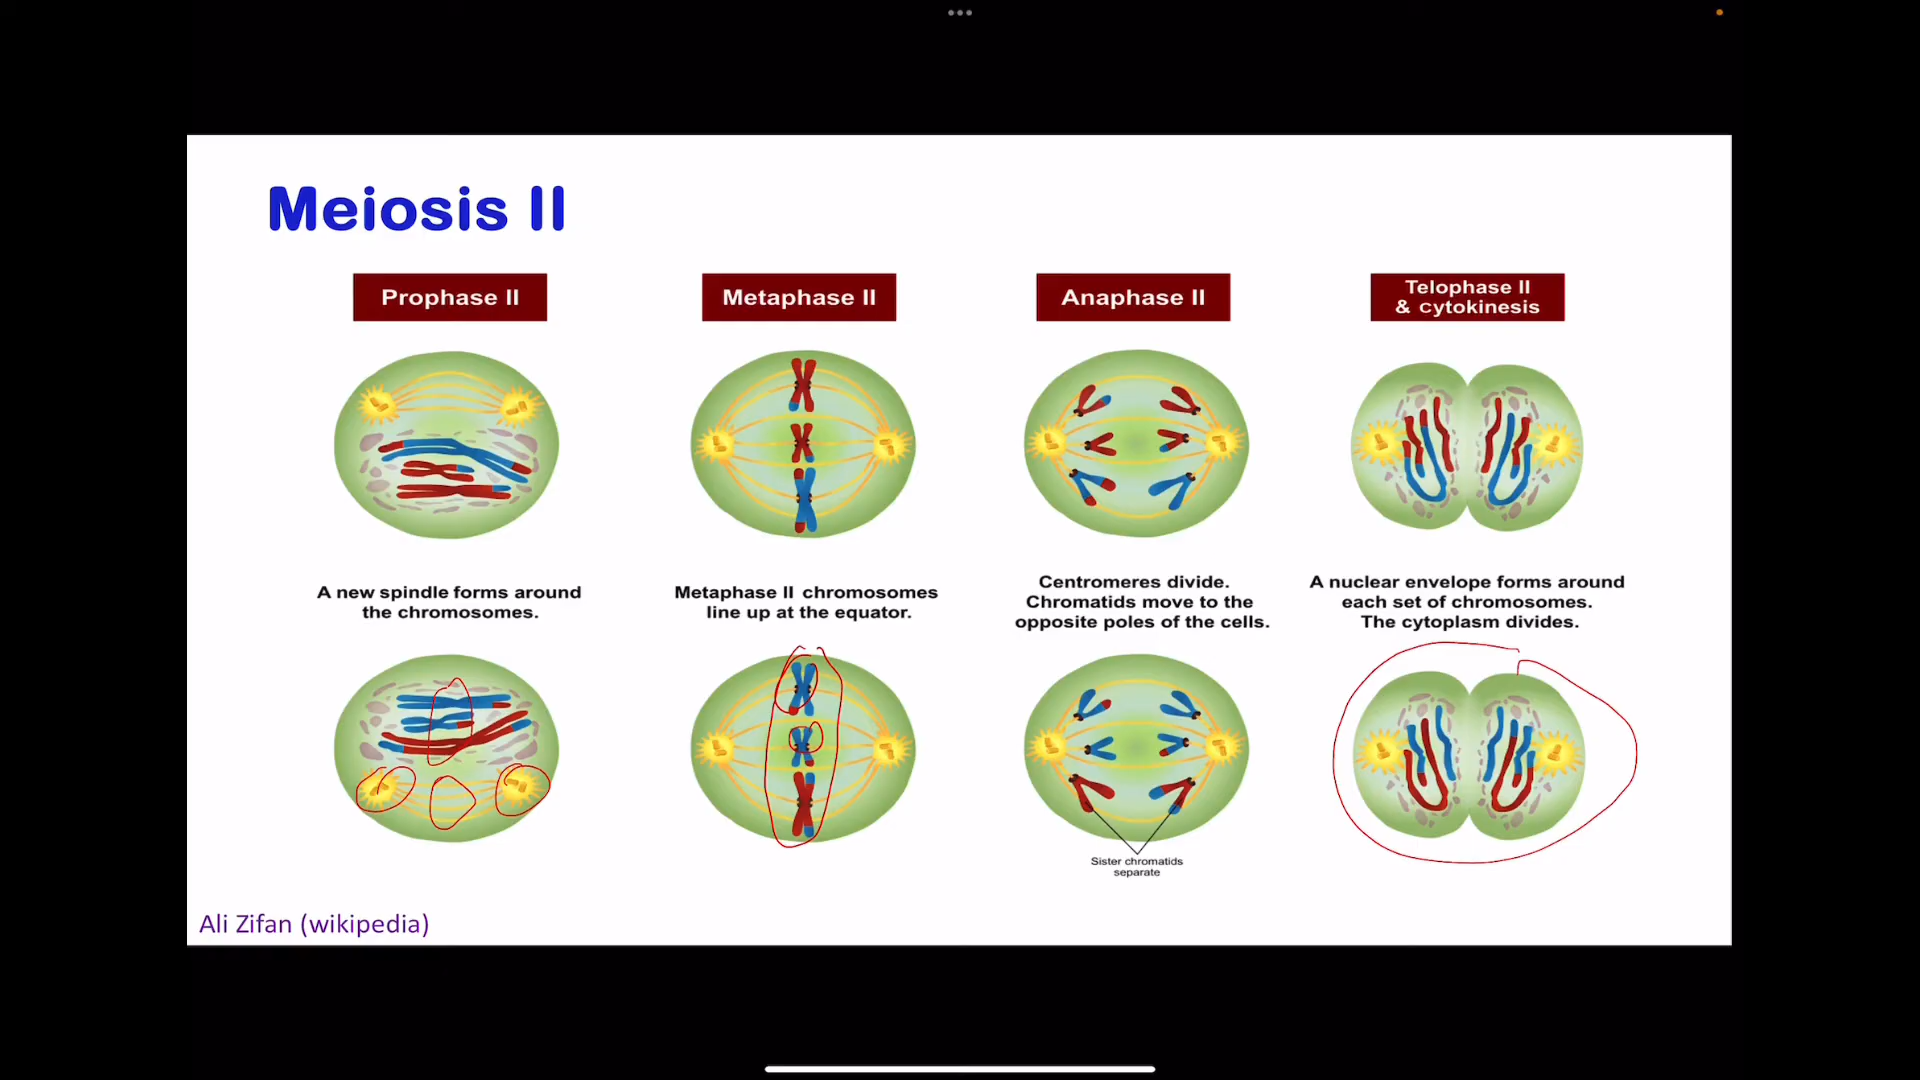 Meiosis II
Prophase II
Metaphase II
Anaphase II
Telophase II
& Cytokinesis
A new spindle forms around
the chromosomes.
Metaphase II chromosomes
line up at the equator.
Centromeres divide.
Chromatids move to the
opposite poles of the cells.
A nuclear envelope forms around
each set of chromosomes.
The cytoplasm divides.
Sister chromatids
separate
Ali Zifan (wikipedia)